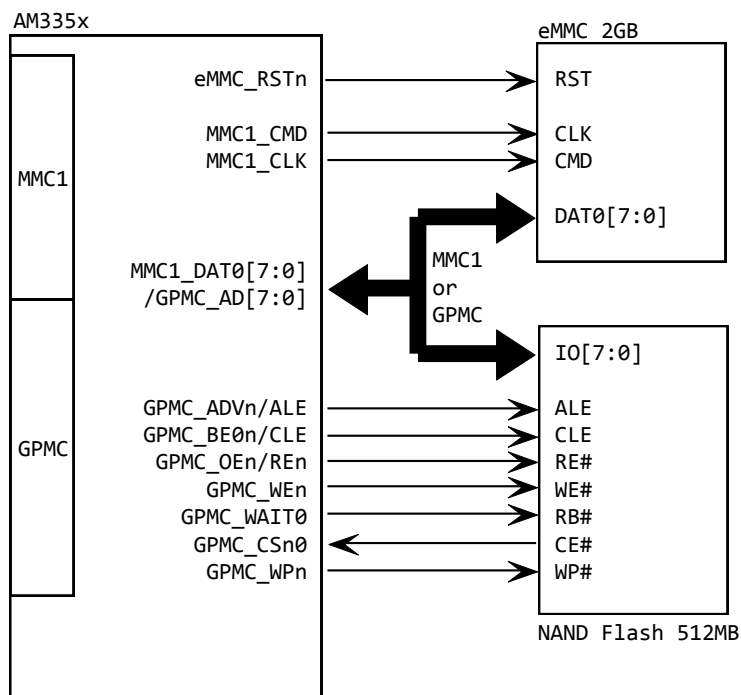 AM335x
eMMC 2GB
eMMC_RSTn
RST
MMC1_CMD
CLK
MMC1_CLK
CMD
MMC1
DAT0[7:0]
MMC1_DAT0[7:0]
/GPMC_AD[7:0]
MMC1
or
GPMC
IO[7:0]
GPMC_ADVn/ALE
ALE
GPMC_BE0n/CLE
CLE
GPMC
GPMC_OEn/REn
RE#
GPMC_WEn
WE#
GPMC_WAIT0
RB#
GPMC_CSn0
CE#
GPMC_WPn
WP#
NAND Flash 512MB